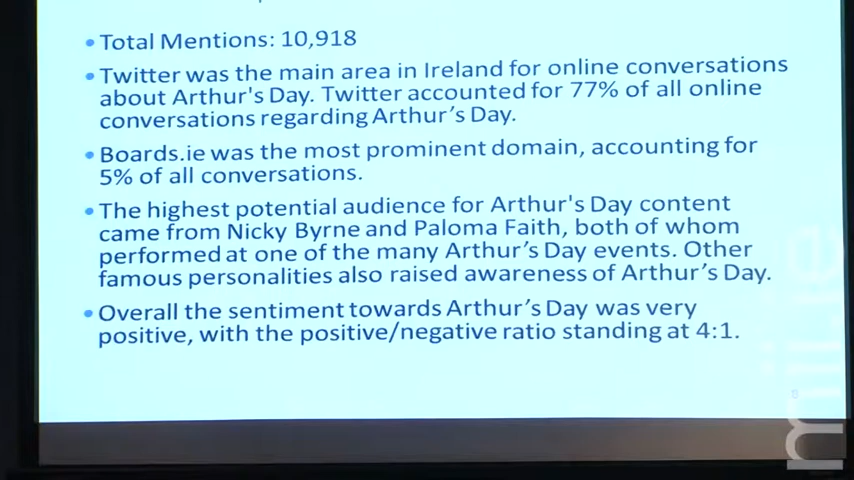 Total Mentions: 10,918
Twitter was the main area in Ireland for online conversations
about Arthur's Day. Twitter accounted for 77% of all online
conversations regarding Arthur's Day.
Boards.ie was the most prominent domain, accounting for
5% of all conversations.
The highest potential audience for Arthur's Day content
came from Nicky Byrne and Paloma Faith, both of whom
performed at one of the many Arthur's Day events. Other
famous personalities also raised awareness of Arthur's Day.
Overall the sentiment towards Arthur's Day was very
positive, with the positive/negative ratio standing at 4:1.